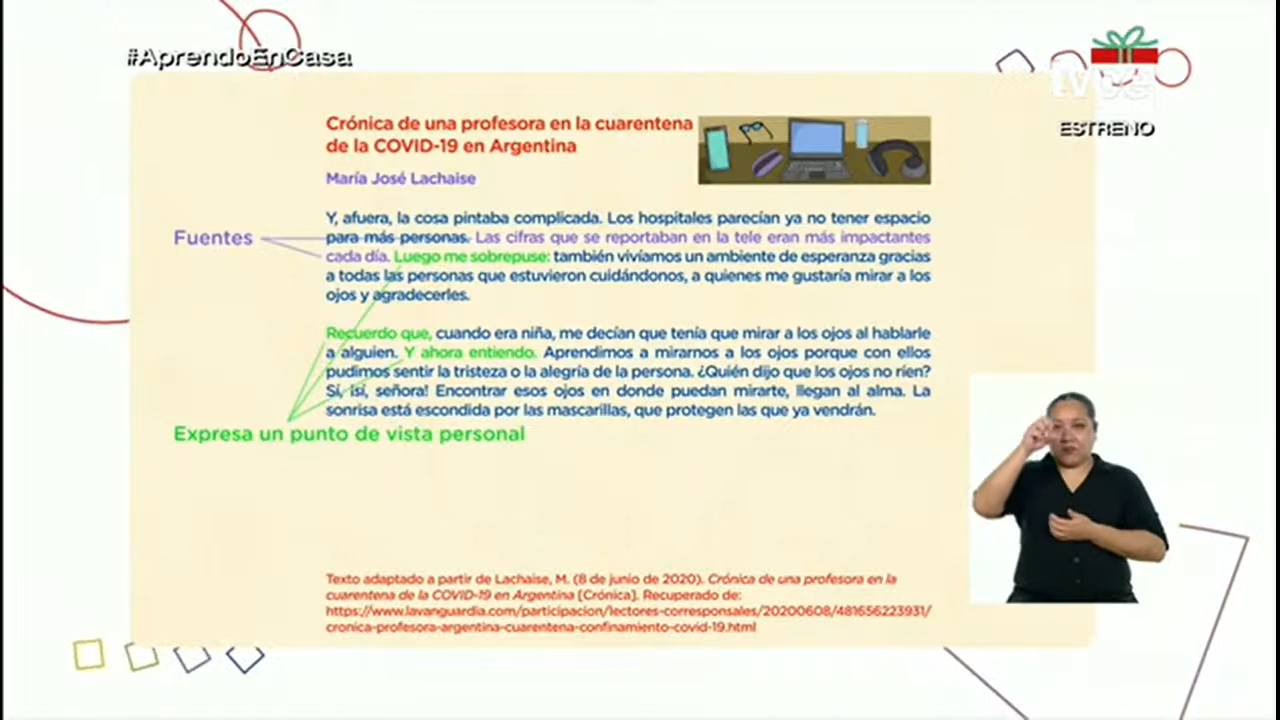 #AprendoEnCasa
ESTRENO
Crónica de una profesora en la cuarentena
de la COVID-19 en Argentina
María José Lachaise
Y, afuera, la cosa pintaba complicada. Los hospitales parecían ya no tener espacio
para más personas. Las cifras que se reportaban en la tele eran más impactantes
cada día. Luego me sobrepuse: también vivíamos un ambiente de esperanza gracias
a todas las personas que estuvieron cuidándonos, a quienes me gustaría mirar a los
ojos y agradecerles.
Fuentes
Recuerdo que, cuando era niña, me decían que tenía que mirar a los ojos al hablarle
a alguien. Y ahora entiendo. Aprendimos a mirarnos a los ojos porque con ellos
pudimos sentir la tristeza o la alegría de la persona. ¿Quién dijo que los ojos no ríen?
Sí, ¡sí, señora! Encontrar esos ojos en donde puedan mirarte, llegan al alma. La
sonrisa está escondida por las mascarillas, que protegen las que ya vendrán.
Expresa un punto de vista personal
Texto adaptado a partir de Lachaise, M. (8 de junio de 2020). Crónica de una profesora en la
cuarentena de la COVID-19 en Argentina [Crónica]. Recuperado de:
https://www.lavanguardia.com/participacion/lectores-corresponsales/20200608/481656223931/
cronica-profesora-argentina-cuarentena-confinamiento-covid-19.html